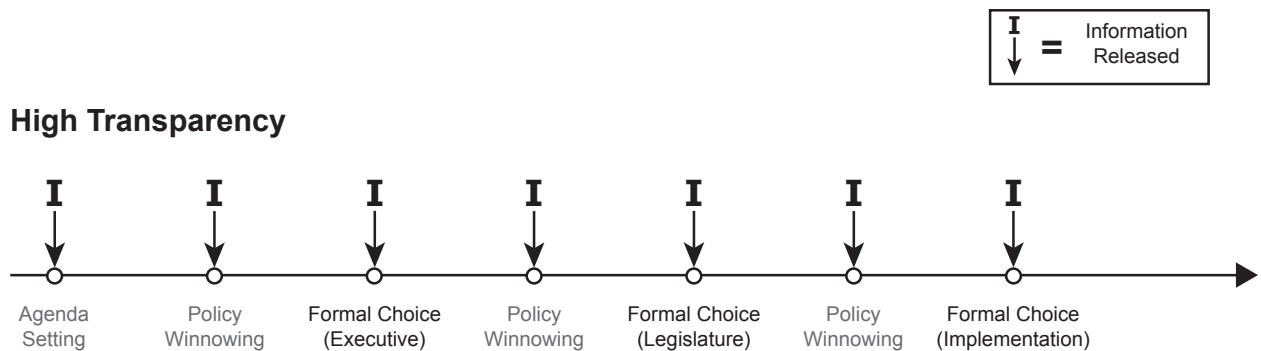 I = Information
Released
High Transparency
I I I I I I I
Agenda Policy Formal Choice Policy Formal Choice Policy Formal Choice
Setting Winnowing (Executive) Winnowing (Legislature) Winnowing (Implementation)